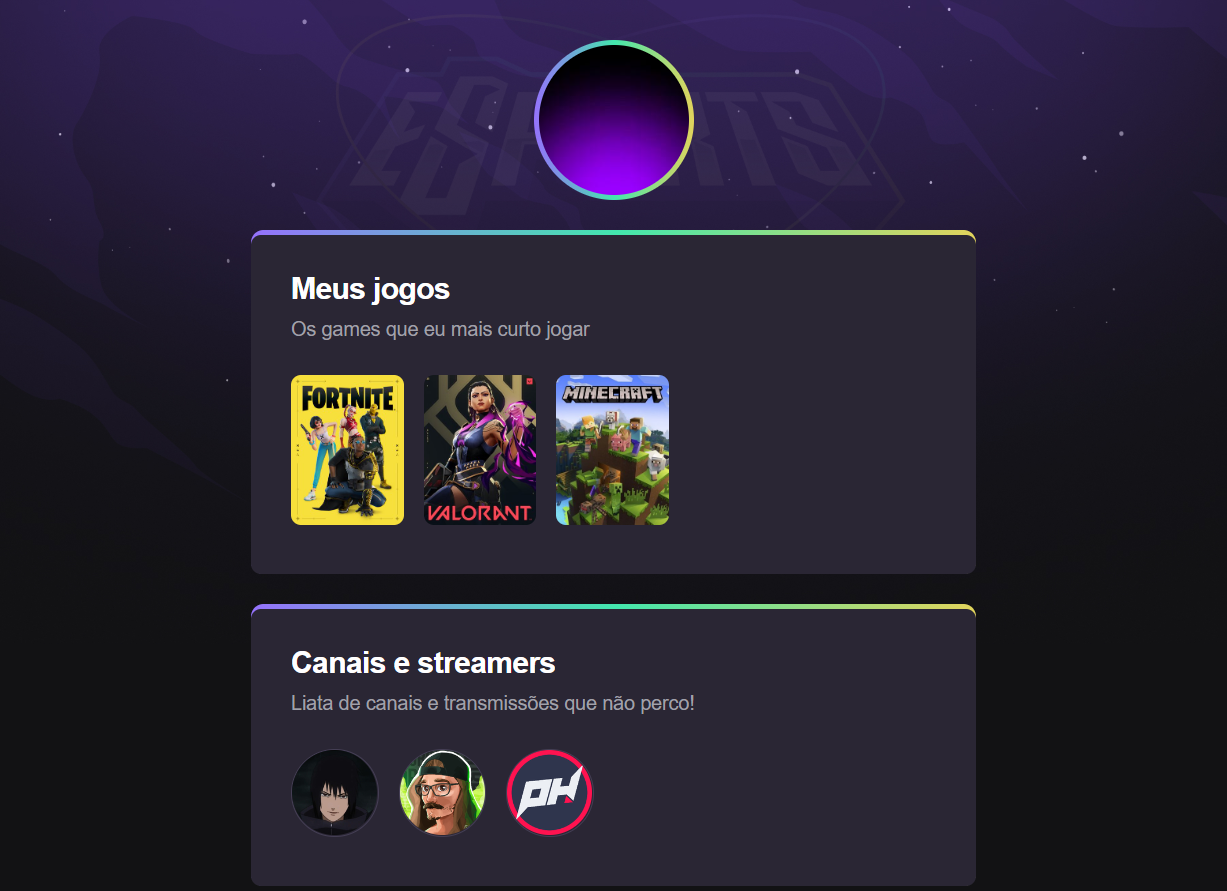 ESPORTS
Meus jogos
Os games que eu mais curto jogar
FORTNITE
VALORANT
MINECRAFT
Canais e streamers
Liata de canais e transmissões que não perco!
PH